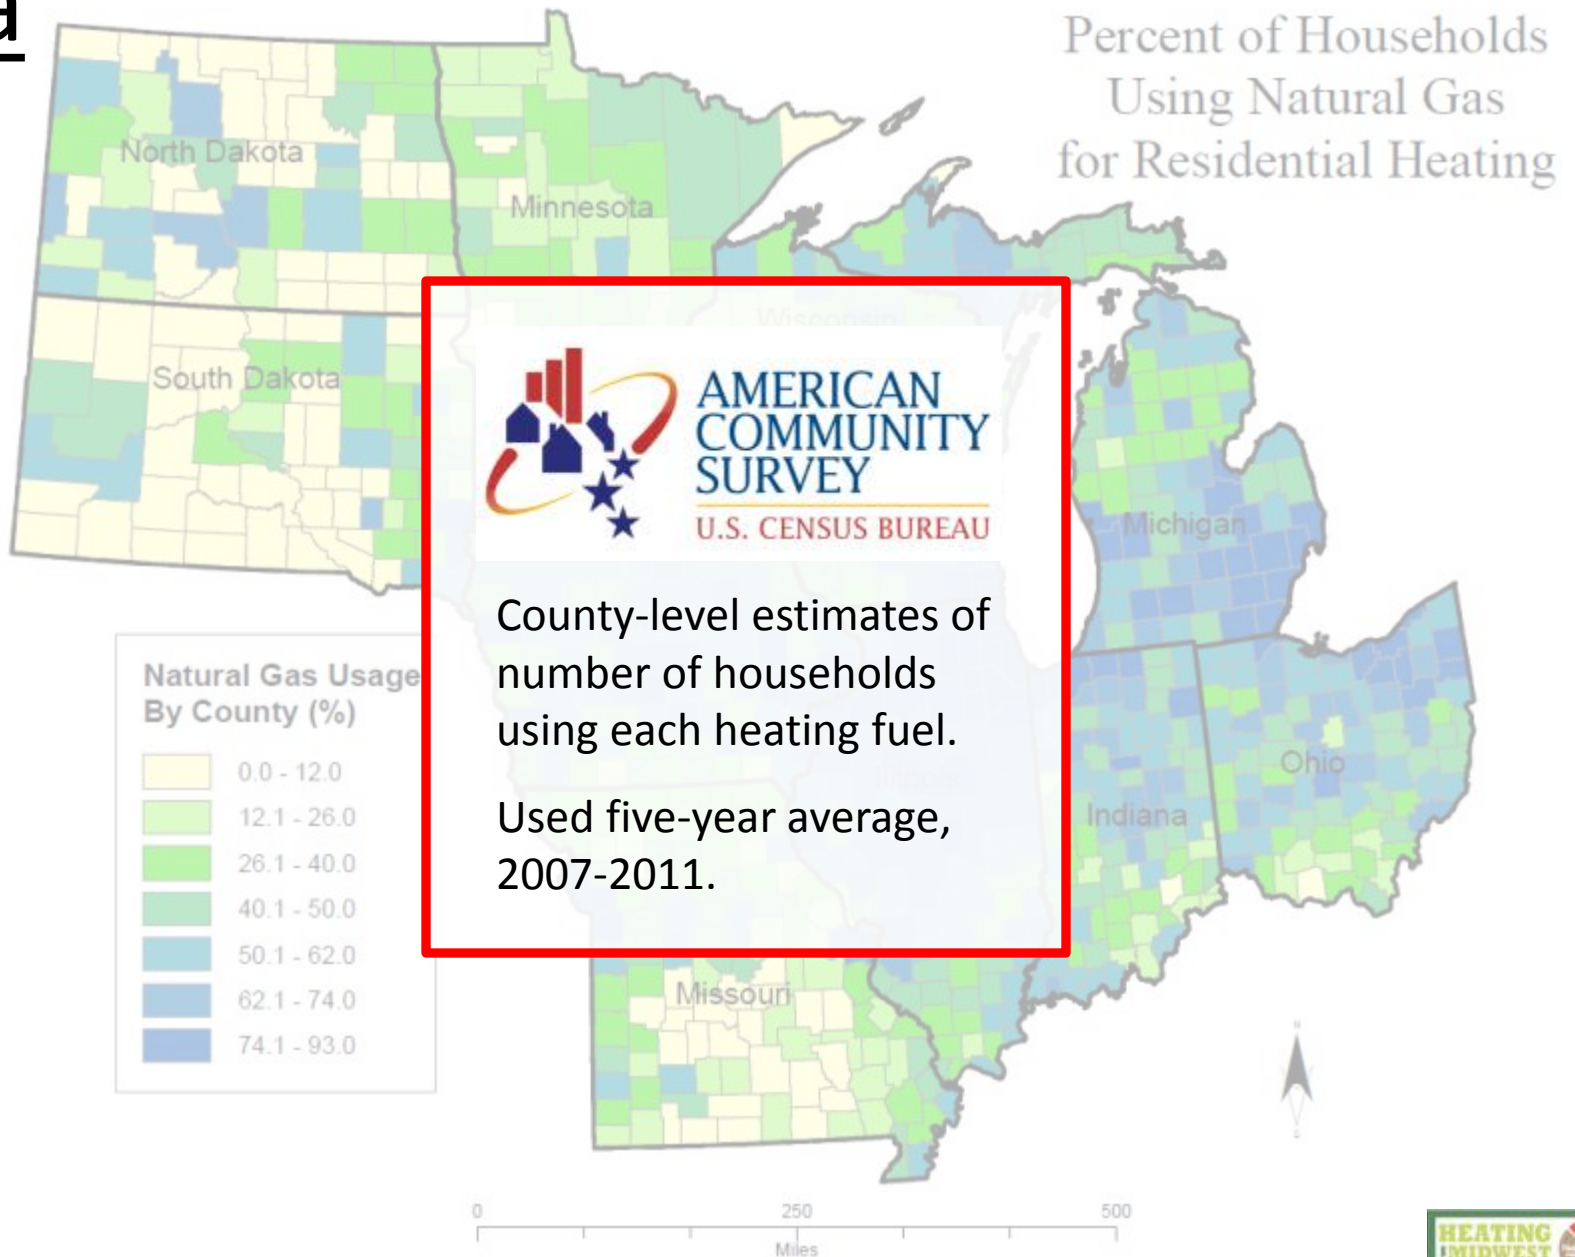 a
Percent of Households
Using Natural Gas
for Residential Heating
North Dakota
Minnesota
Wisconsin
South Dakota
AMERICAN
COMMUNITY
SURVEY
U.S. CENSUS BUREAU
Michigan
County-level estimates of
number of households
using each heating fuel.
Used five-year average,
2007-2011.
Natural Gas Usage
By County (%)
0.0 - 12.0
12.1 - 26.0
26.1 - 40.0
40.1 - 50.0
50.1 - 62.0
62.1 - 74.0
74.1 - 93.0
Illinois
Ohio
Indiana
Missouri
N
S
0 250 500
Miles
HEATING
MIDWEST